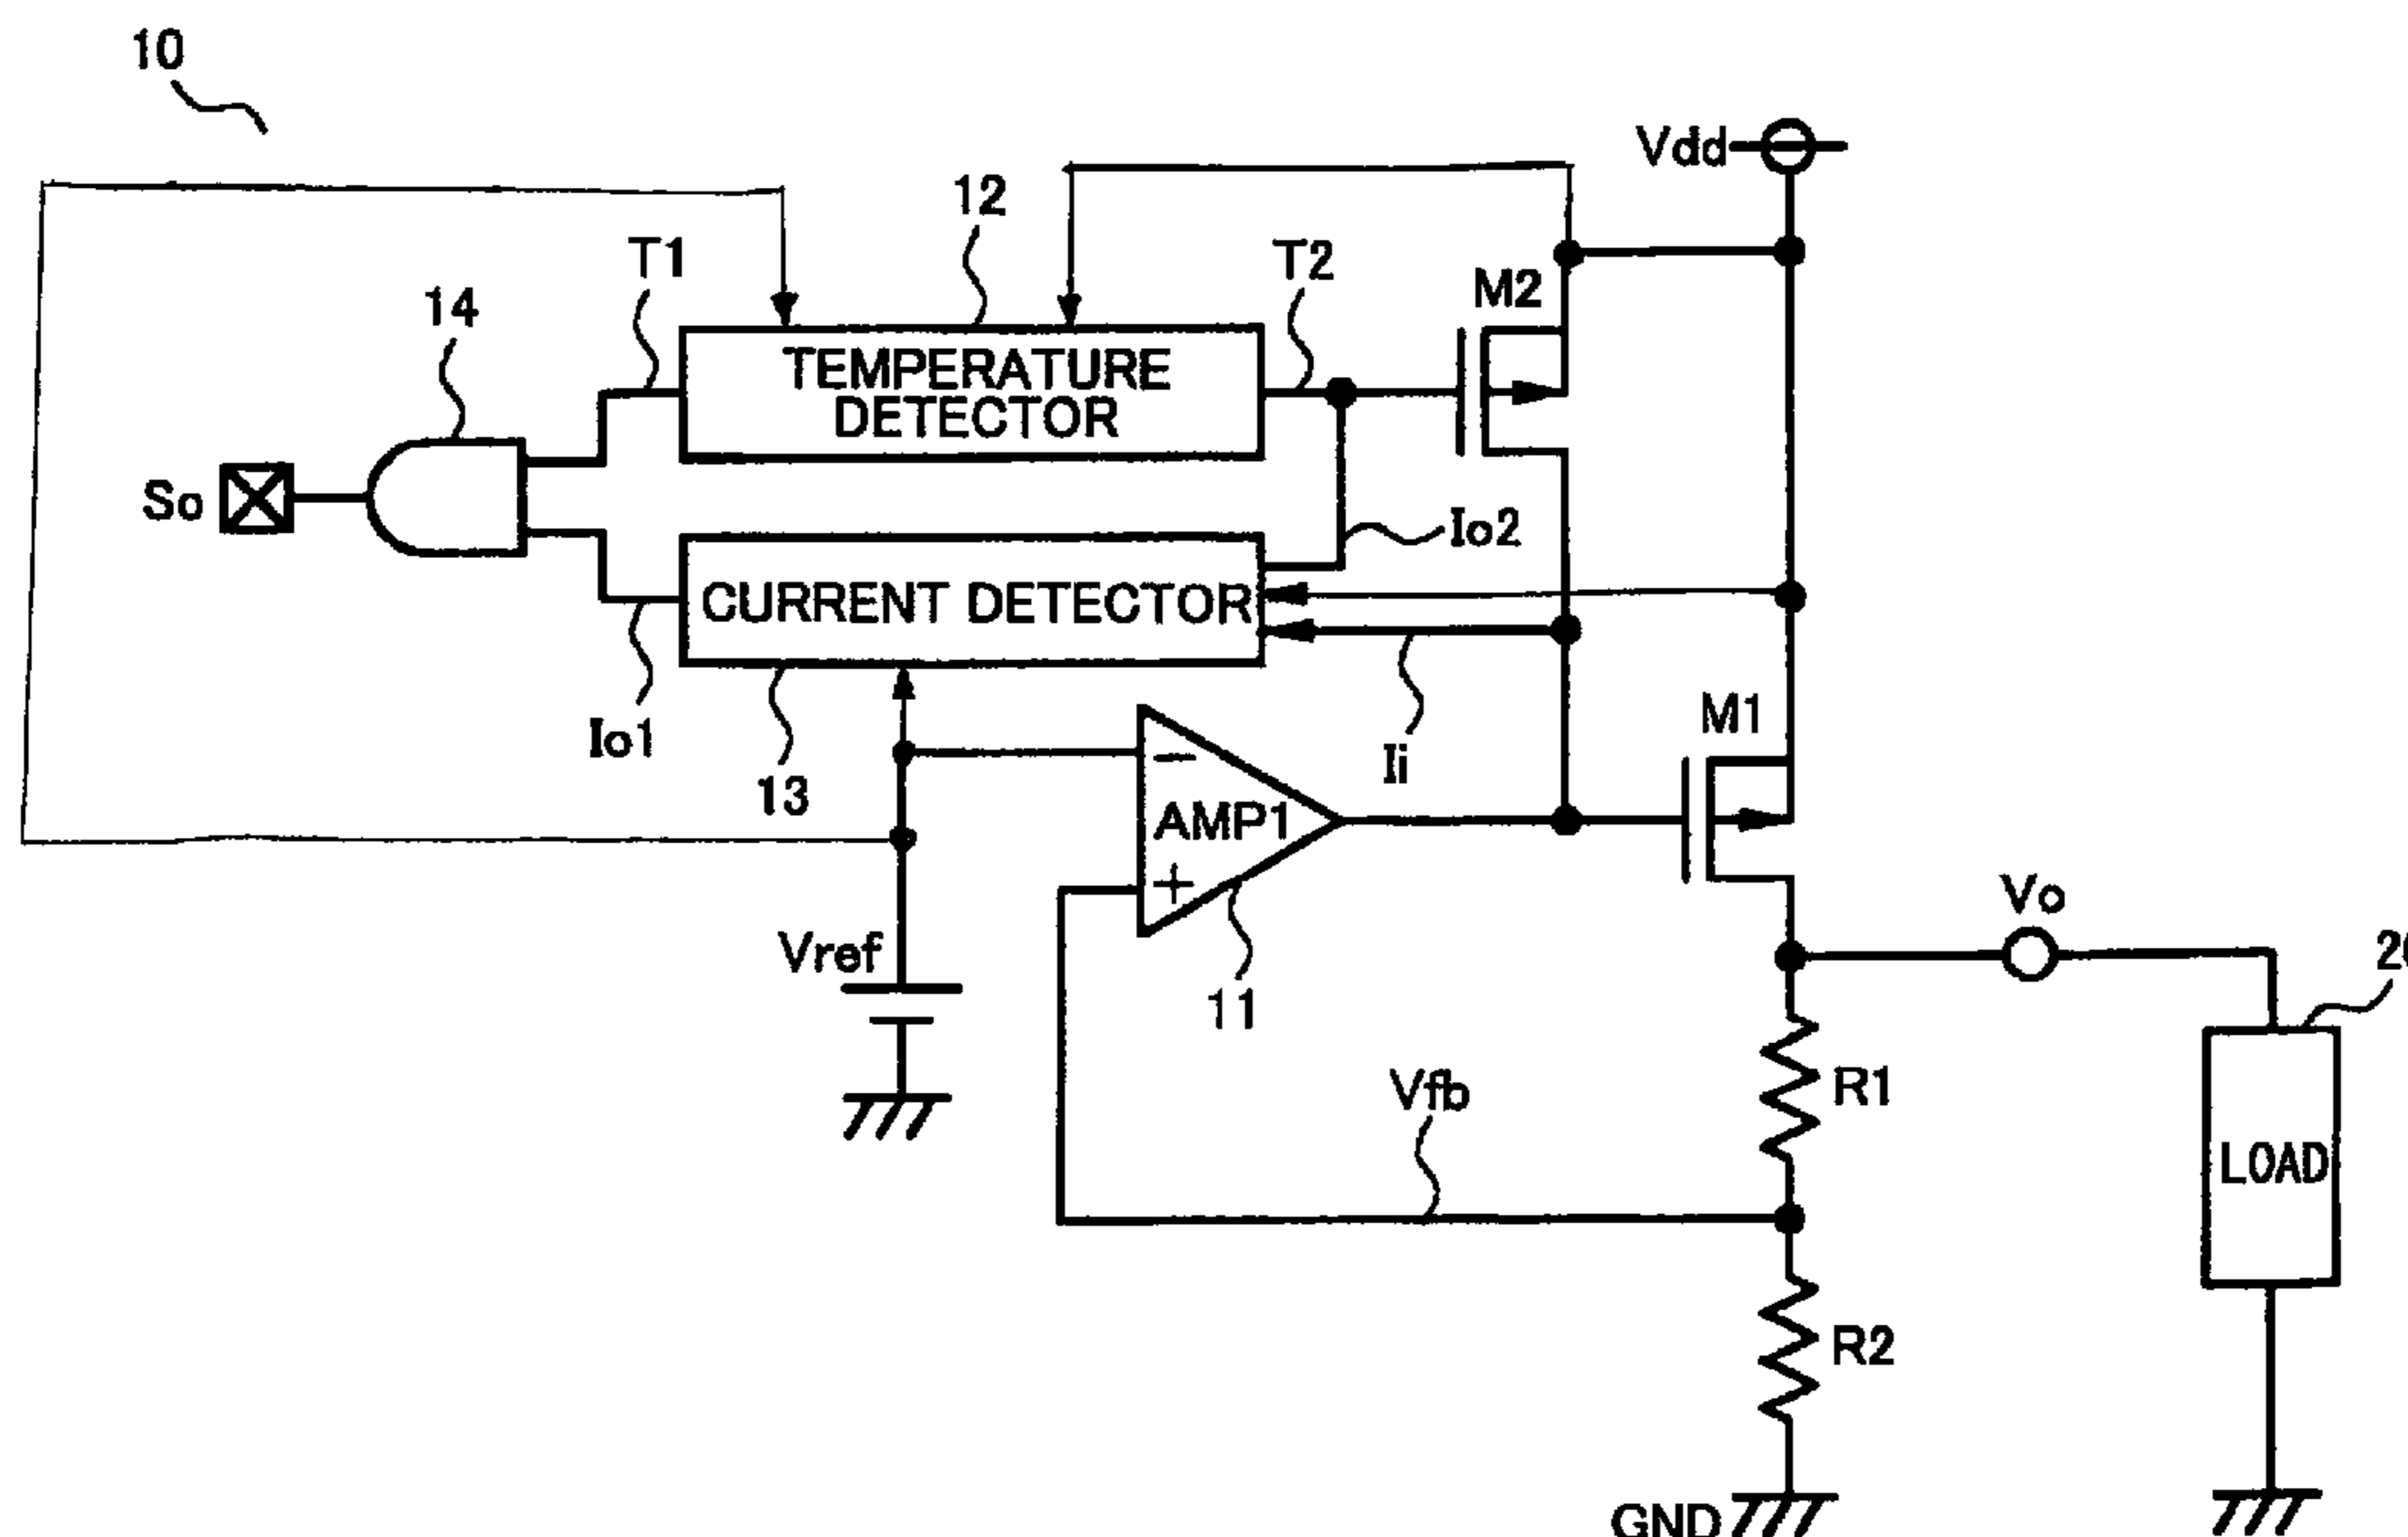 10
Vdd
12
T1
T2
M2
14
TEMPERATURE
DETECTOR
So
Io2
CURRENT DETECTOR
M1
Io1
Ii
13
−
AMP1
+
Vo
Vref
11
Vfb
R1
LOAD
R2
GND